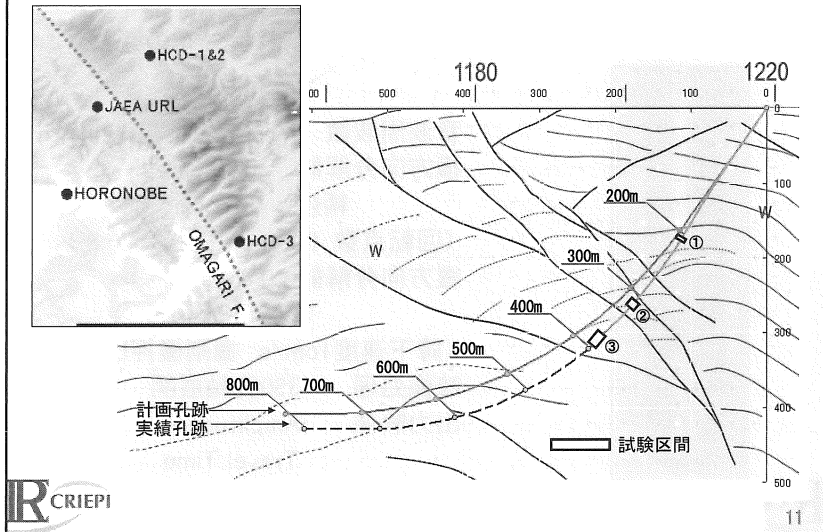 HCD-1&2
JAEA URL
HORONOBE
HCD-3
OMAGARI F.
1180
1220
00
500
400
300
200
100
0
0
100
200
300
400
500
W
W
200m
300m
400m
500m
600m
700m
800m
①
②
③
計画孔跡
実績孔跡
試験区間
CRIEPI
11